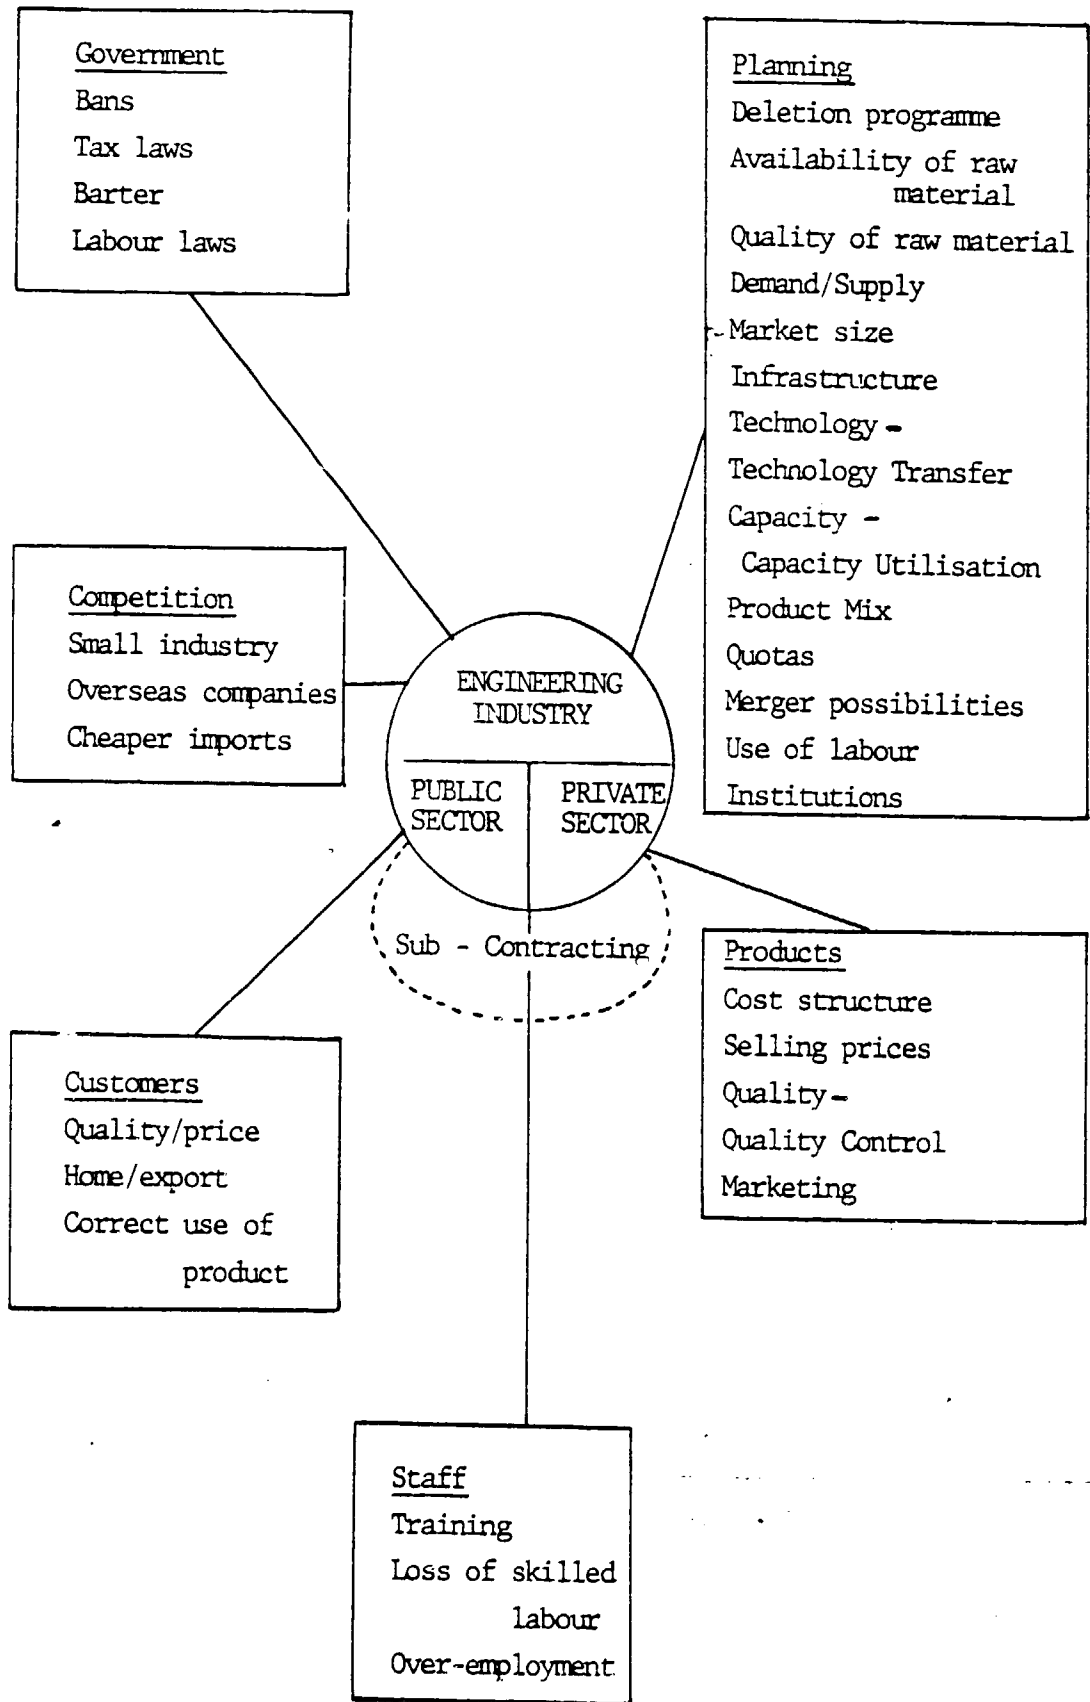 Government
Bans
Tax laws
Barter
Labour laws
Planning
Deletion programme
Availability of raw
material
Quality of raw material
Demand/Supply
Market size
Infrastructure
Technology -
Technology Transfer
Capacity -
Capacity Utilisation
Product Mix
Quotas
Merger possibilities
Use of labour
Institutions
Competition
Small industry
Overseas companies
Cheaper imports
ENGINEERING
INDUSTRY
PUBLIC
SECTOR
PRIVATE
SECTOR
Sub - Contracting
Products
Cost structure
Selling prices
Quality-
Quality Control
Marketing
Customers
Quality/price
Home/export
Correct use of
product
Staff
Training
Loss of skilled
labour
Over-employment